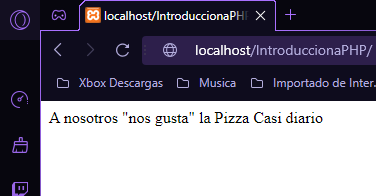 localhost/IntroduccionaPHP/
localhost/IntroduccionaPHP/
Xbox Descargas
Musica
Importado de Inter.
A nosotros "nos gusta" la Pizza Casi diario